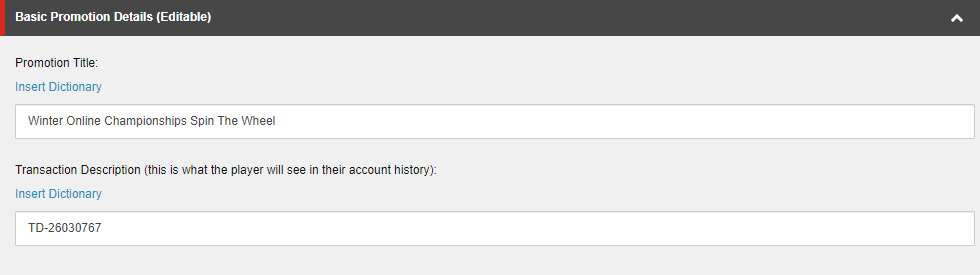 Basic Promotion Details (Editable)
Promotion Title:
Insert Dictionary
Winter Online Championships Spin The Wheel
Transaction Description (this is what the player will see in their account history):
Insert Dictionary
TD-26030767